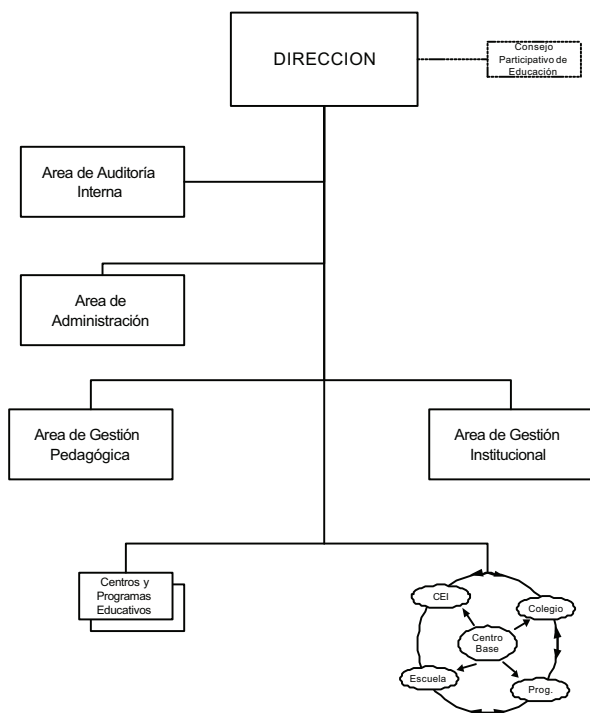 DIRECCION
Consejo
Participativo de
Educación
Area de Auditoría
Interna
Area de
Administración
Area de Gestión
Pedagógica
Area de Gestión
Institucional
Centros y
Programas
Educativos
CEI
Colegio
Centro
Base
Escuela
Prog.